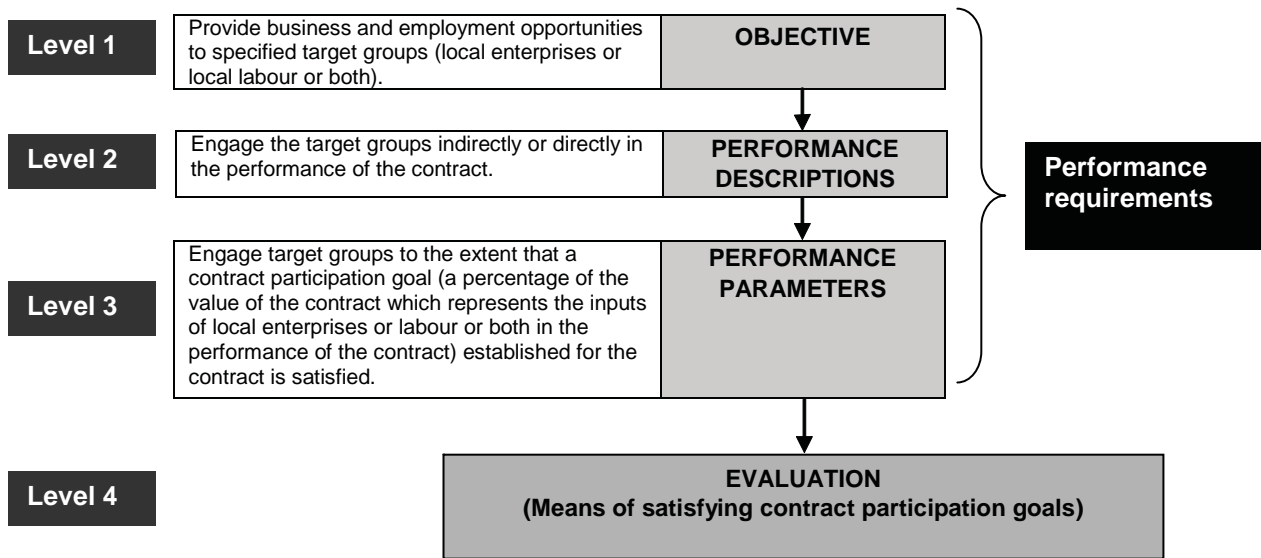 Level 1
Provide business and employment opportunities
to specified target groups (local enterprises or
local labour or both).
OBJECTIVE
Level 2
Engage the target groups indirectly or directly in
the performance of the contract.
PERFORMANCE
DESCRIPTIONS
Performance
requirements
Level 3
Engage target groups to the extent that a
contract participation goal (a percentage of the
value of the contract which represents the inputs
of local enterprises or labour or both in the
performance of the contract) established for the
contract is satisfied.
PERFORMANCE
PARAMETERS
Level 4
EVALUATION
(Means of satisfying contract participation goals)